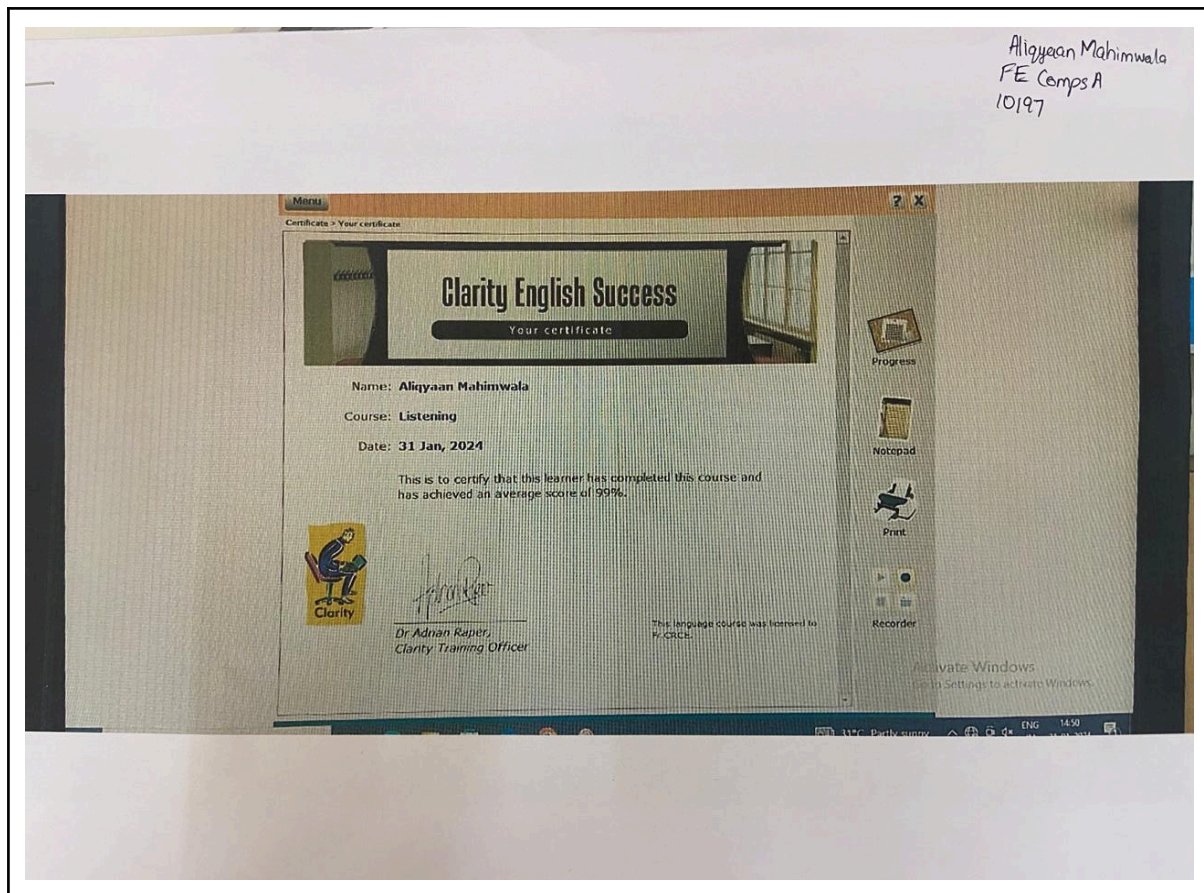 Aliqyaan Mahimwala
FE Comps A
10197
Menu
? X
Certificate > Your certificate
Clarity English Success
Your certificate
Name: Aliqyaan Mahimwala
Course: Listening
Date: 31 Jan, 2024
This is to certify that this learner has completed this course and
has achieved an average score of 99%.
Clarity
Dr Adrian Raper,
Clarity Training Officer
This language course was licensed to
Fr.CRCE.
Progress
Notepad
Print
Recorder
Activate Windows
Go to Settings to activate Windows.
31°C Partly sunny
ENG
14:50